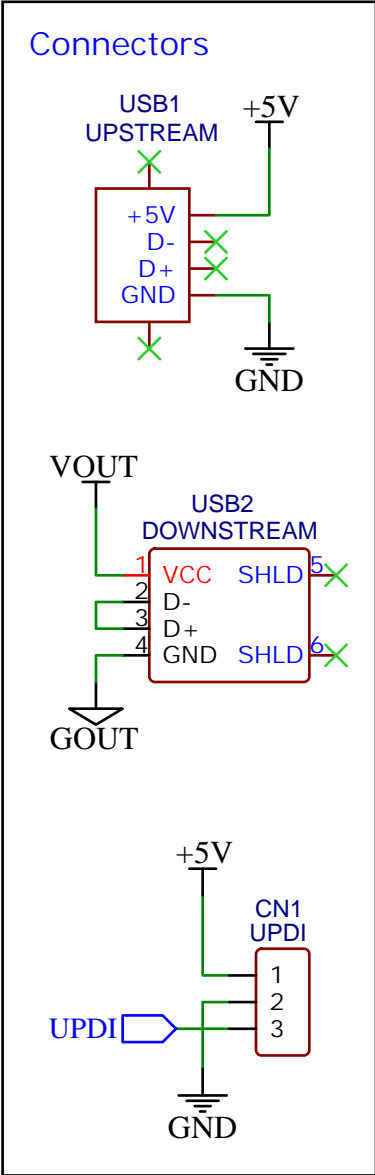 Connectors
USB1
UPSTREAM
+5V
+5V
D-
D+
GND
GND
VOUT
USB2
DOWNSTREAM
1 VCC SHLD 5
2 D-
3 D+
4 GND SHLD 6
GOUT
+5V
CN1
UPDI
1
2
UPDI 3
GND